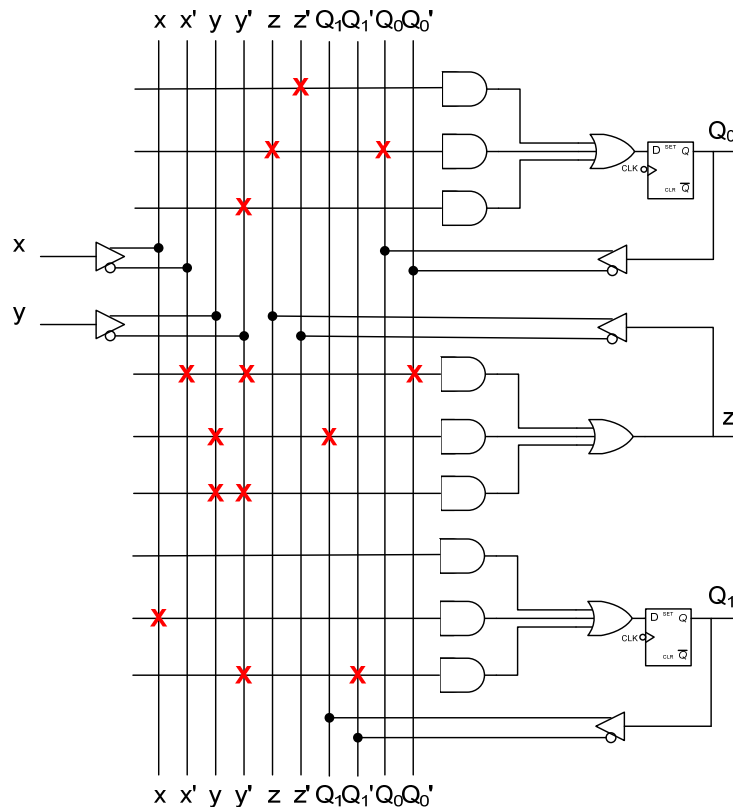 x x' y y' z z' Q₁ Q₁' Q₀ Q₀'
Q₀
D SET Q
CLK
CLR Q̅
x
y
z
Q₁
D SET Q
CLK
CLR Q̅
x x' y y' z z' Q₁ Q₁' Q₀ Q₀'